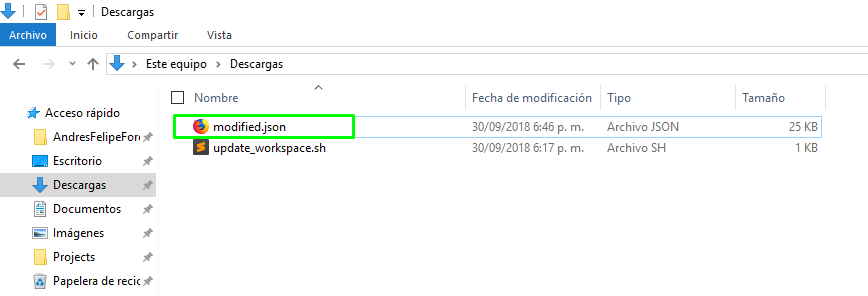 Descargas
Archivo Inicio Compartir Vista
Este equipo Descargas
Nombre Fecha de modificación Tipo Tamaño
Acceso rápido
AndresFelipeFore
Escritorio
Descargas
Documentos
Imágenes
Projects
Papelera de recic
modified.json 30/09/2018 6:46 p. m. Archivo JSON 25 KB
update_workspace.sh 30/09/2018 6:17 p. m. Archivo SH 1 KB